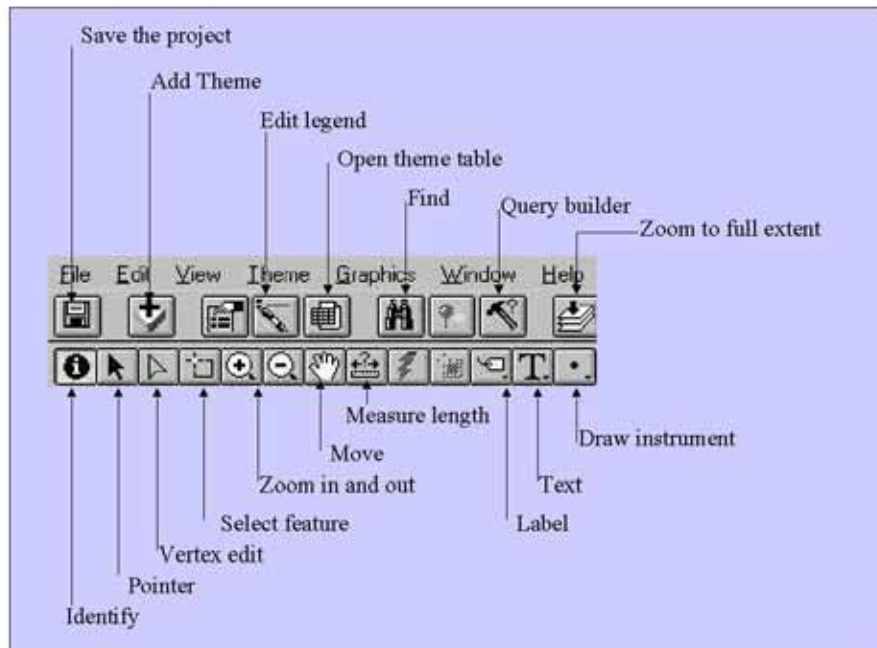 Save the project
Add Theme
Edit legend
Open theme table
Find
Query builder
Zoom to full extent
File Edit View Theme Graphics Window Help
T
Measure length
Draw instrument
Move
Zoom in and out
Text
Select feature
Label
Vertex edit
Pointer
Identify